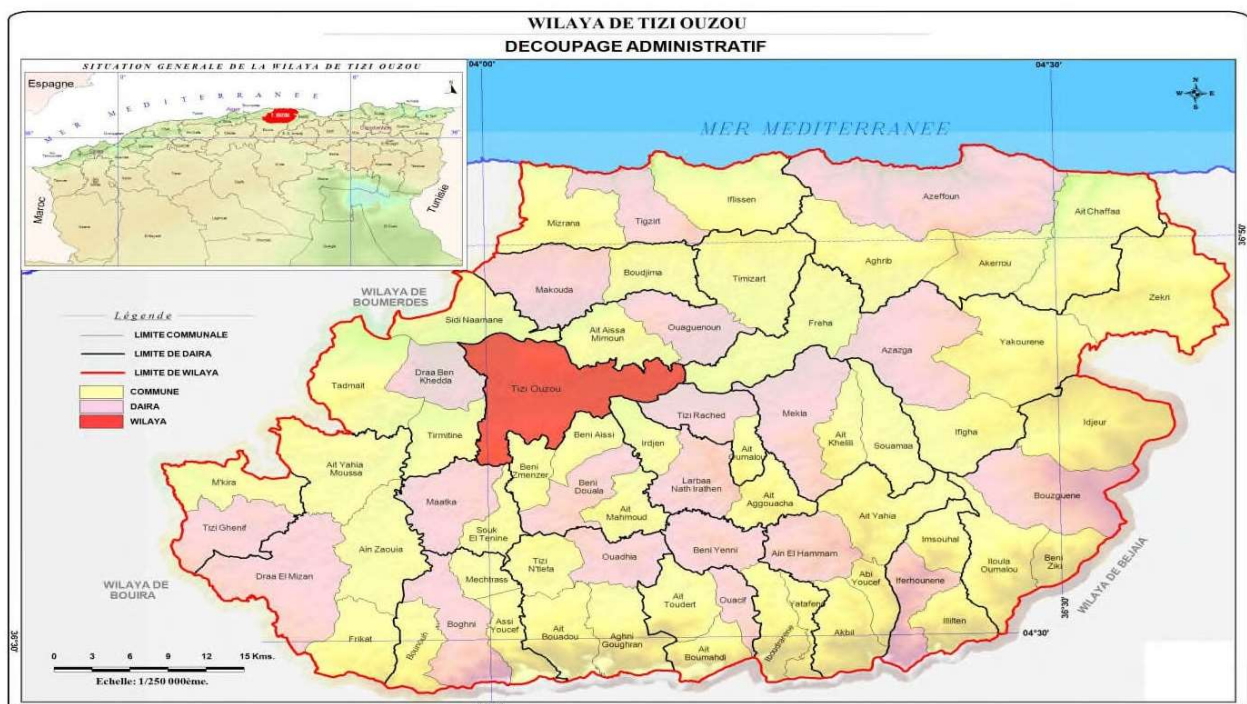 WILAYA DE TIZI OUZOU
DECOUPAGE ADMINISTRATIF
SITUATION GENERALE DE LA WILAYA DE TIZI OUZOU
Espagne
MER MEDITERRANEE
Maroc
Tunisie
04°00'
04°30'
N
W E
S
MER MEDITERRANEE
36°50'
Azeffoun
Iflissen
Tigzirt
Mizrana
Ait Chaffaa
Aghrib
Akerrou
Zekri
Boudjima
Timizart
Makouda
WILAYA DE
BOUMERDES
Sidi Naamane
Ait Aissa
Mimoun
Ouaguenoun
Freha
Azazga
Yakourene
Légende
LIMITE COMMUNALE
LIMITE DE DAIRA
LIMITE DE WILAYA
COMMUNE
DAIRA
WILAYA
Tadmait
Draa Ben
Khedda
Tizi Ouzou
Tirmitine
Tizi Rached
Mekla
Ifigha
Idjeur
Beni Aissi
Irdjen
Ait
Oumalou
Ait
Khellili
Souamaa
Ait Yahia
Moussa
M'kira
Tizi Ghenif
Maatka
Beni
Zmenzer
Beni
Douala
Larbaa
Nath Irathen
Ait
Aggouacha
Bouzguene
Ait
Mahmoud
Ait Yahia
Souk
El Tenine
Ain Zaouia
Imsouhal
Draa El Mizan
Mechtrass
Tizi
N'tleta
Ouadhia
Beni Yenni
Ain El Hammam
Illoula
Oumalou
Beni
Ziki
Abi
Youcef
Iferhounene
WILAYA DE
BOUIRA
WILAYA DE BEJAIA
Frikat
Bounouh
Boghni
Assi
Youcef
Ait
Bouadou
Aghni
Goughran
Ait
Toudert
Ouacif
Ait
Boumahdi
Iboudrarine
Yatafene
Akbil
Illilten
36°30'
36°30'
04°30'
0 3 6 9 12 15 Kms.
Echelle: 1/250 000ème.